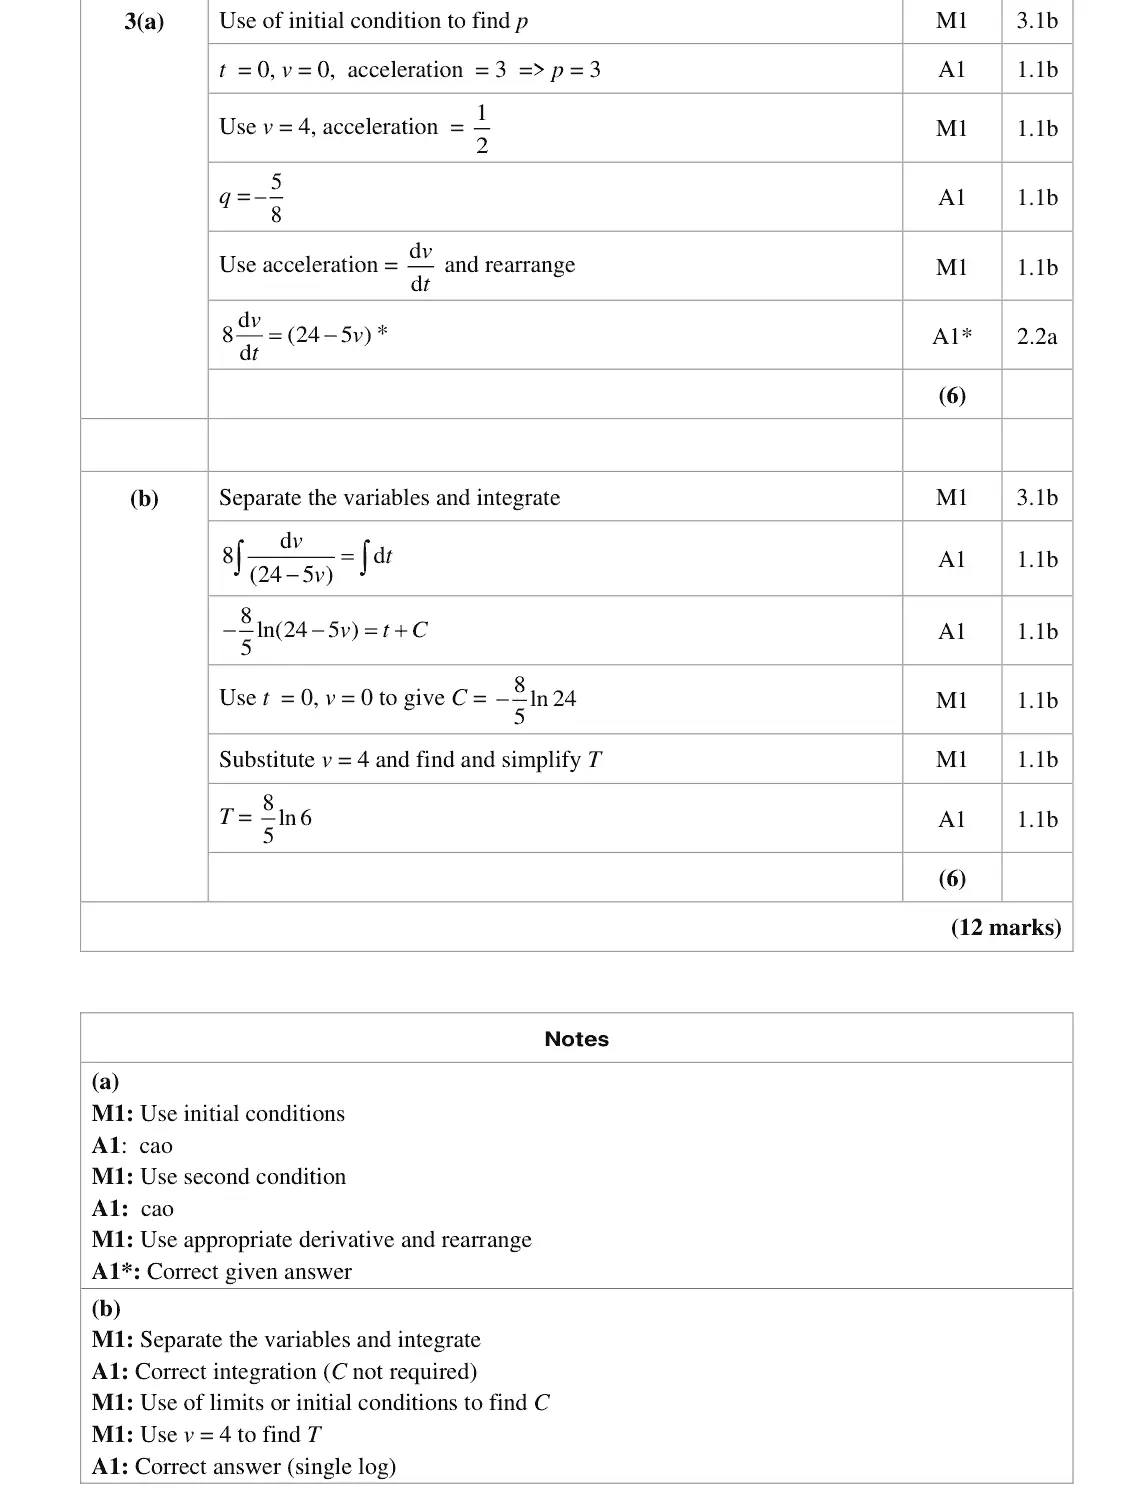 3(a) Use of initial condition to find p M1 3.1b
t = 0, v = 0, acceleration = 3 => p = 3 A1 1.1b
Use v = 4, acceleration = 1/2 M1 1.1b
q = –5/8 A1 1.1b
Use acceleration = dv/dt and rearrange M1 1.1b
8 dv/dt = (24 – 5v) * A1* 2.2a
(6)
(b) Separate the variables and integrate M1 3.1b
8∫ dv/(24 – 5v) = ∫ dt A1 1.1b
–8/5 ln(24 – 5v) = t + C A1 1.1b
Use t = 0, v = 0 to give C = –8/5 ln 24 M1 1.1b
Substitute v = 4 and find and simplify T M1 1.1b
T = 8/5 ln 6 A1 1.1b
(6)
(12 marks)
Notes
(a)
M1: Use initial conditions
A1: cao
M1: Use second condition
A1: cao
M1: Use appropriate derivative and rearrange
A1*: Correct given answer
(b)
M1: Separate the variables and integrate
A1: Correct integration (C not required)
M1: Use of limits or initial conditions to find C
M1: Use v = 4 to find T
A1: Correct answer (single log)